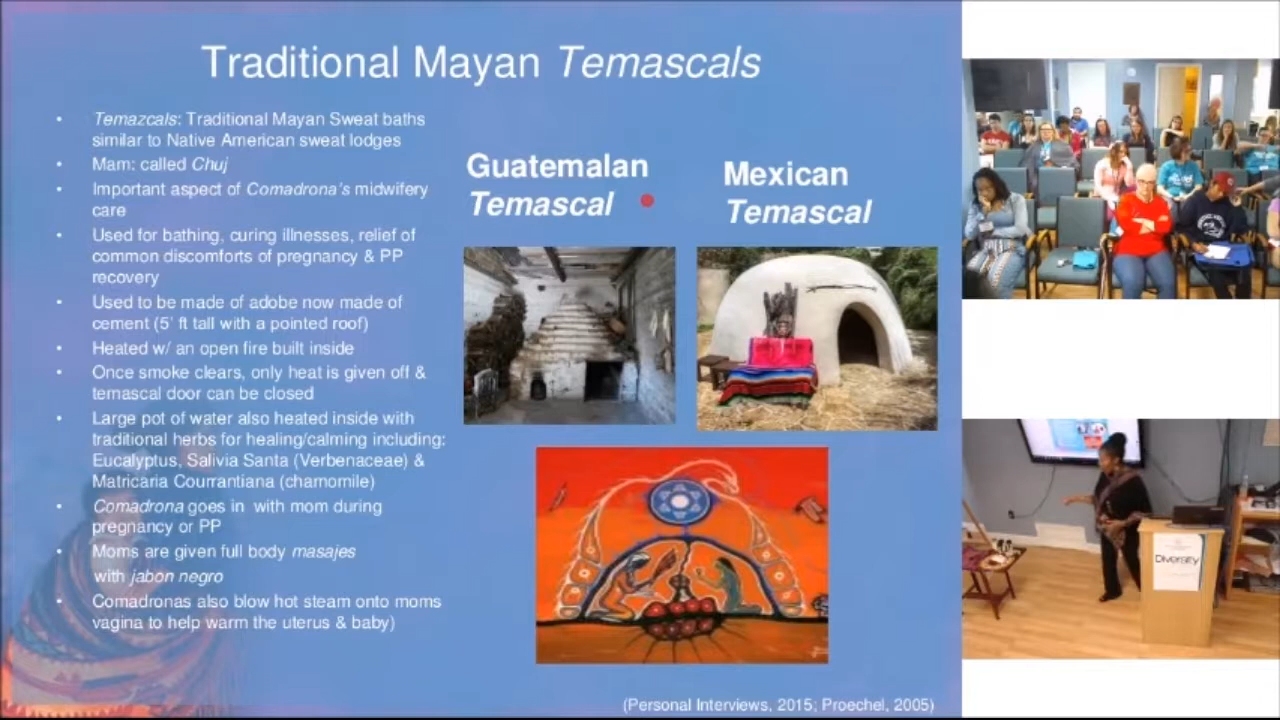 Traditional Mayan Temascals
• Temazcals: Traditional Mayan Sweat baths
similar to Native American sweat lodges
• Mam: called Chuj
• Important aspect of Comadrona's midwifery
care
• Used for bathing, curing illnesses, relief of
common discomforts of pregnancy & PP
recovery
• Used to be made of adobe now made of
cement (5' ft tall with a pointed roof)
• Heated w/ an open fire built inside
• Once smoke clears, only heat is given off &
temascal door can be closed
• Large pot of water also heated inside with
traditional herbs for healing/calming including:
Eucalyptus, Salivia Santa (Verbenaceae) &
Matricaria Courrantiana (chamomile)
• Comadrona goes in with mom during
pregnancy or PP
• Moms are given full body masajes
• with jabon negro
• Comadronas also blow hot steam onto moms
vagina to help warm the uterus & baby)
Guatemalan
Temascal
Mexican
Temascal
(Personal Interviews, 2015; Proechel, 2005)
Diversity